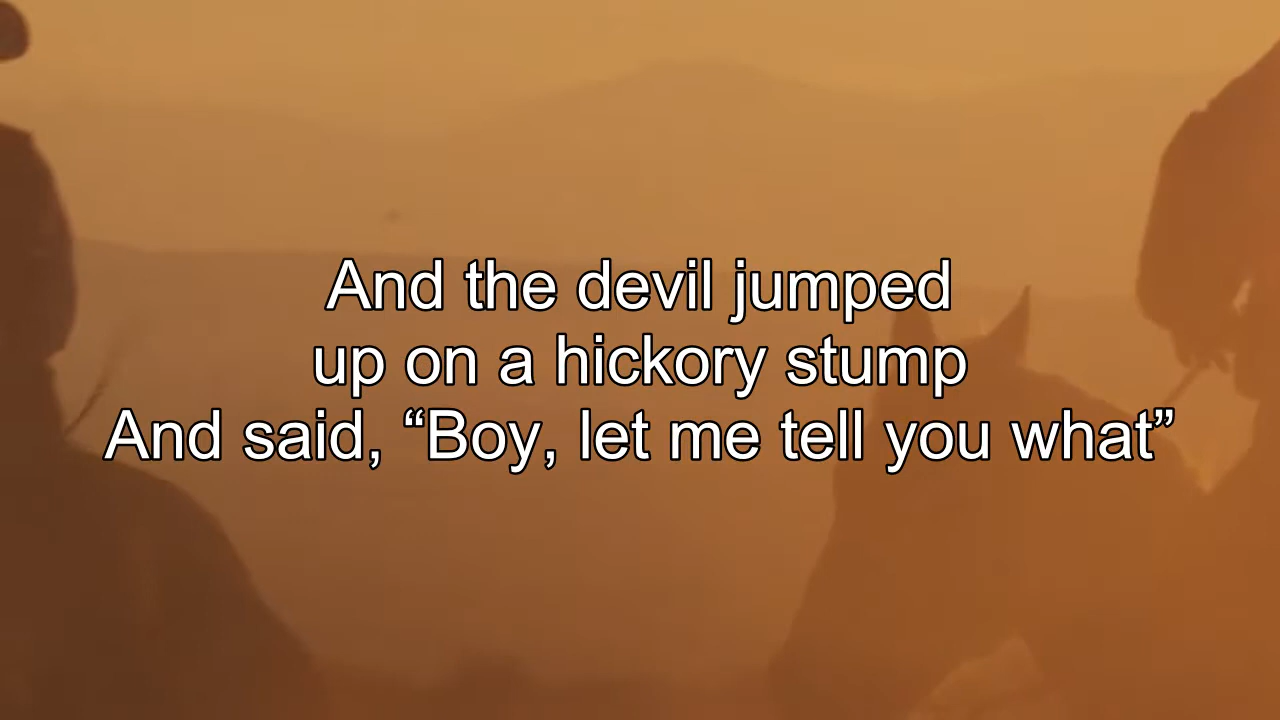 And the devil jumped
up on a hickory stump
And said, “Boy, let me tell you what”